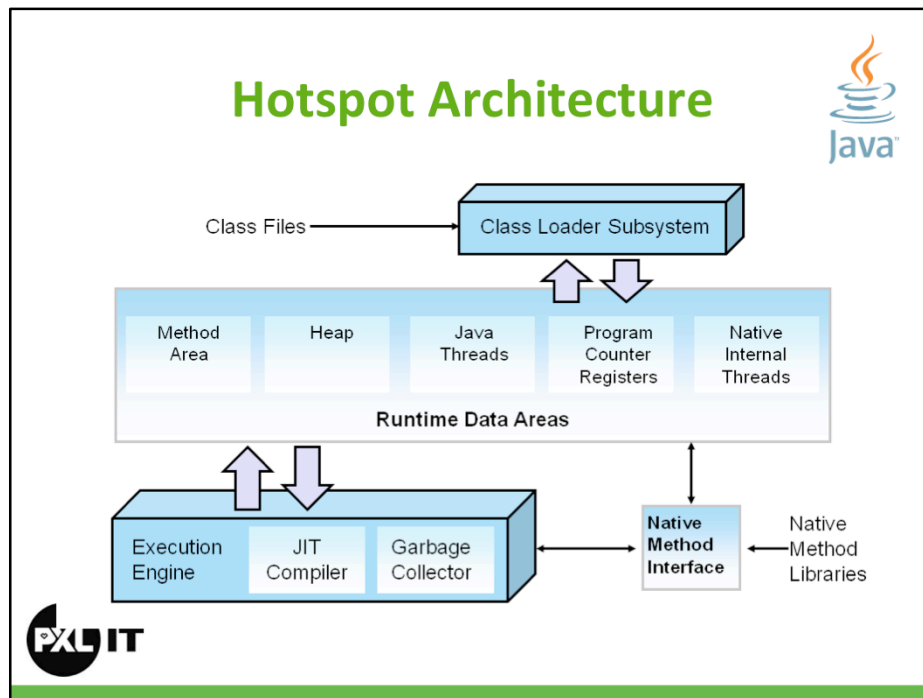 Hotspot Architecture
Java™
Class Files
Class Loader Subsystem
Method
Area
Heap
Java
Threads
Program
Counter
Registers
Native
Internal
Threads
Runtime Data Areas
Execution
Engine
JIT
Compiler
Garbage
Collector
Native
Method
Interface
Native
Method
Libraries
PXL IT